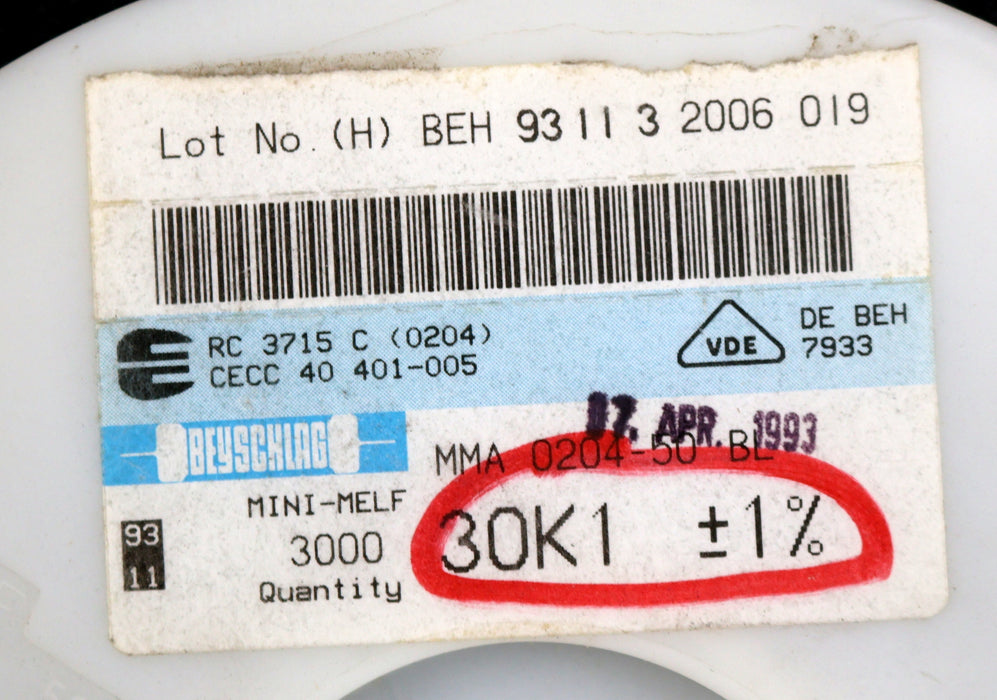 Lot No. (H) BEH 93 11 3 2006 019
RC 3715 C (0204)
CECC 40 401-005
VDE
DE BEH
7933
07. APR. 1993
BEYSCHLAG
MMA 0204-50 BL
MINI-MELF
3000
Quantity
93
11
30K1 ±1%